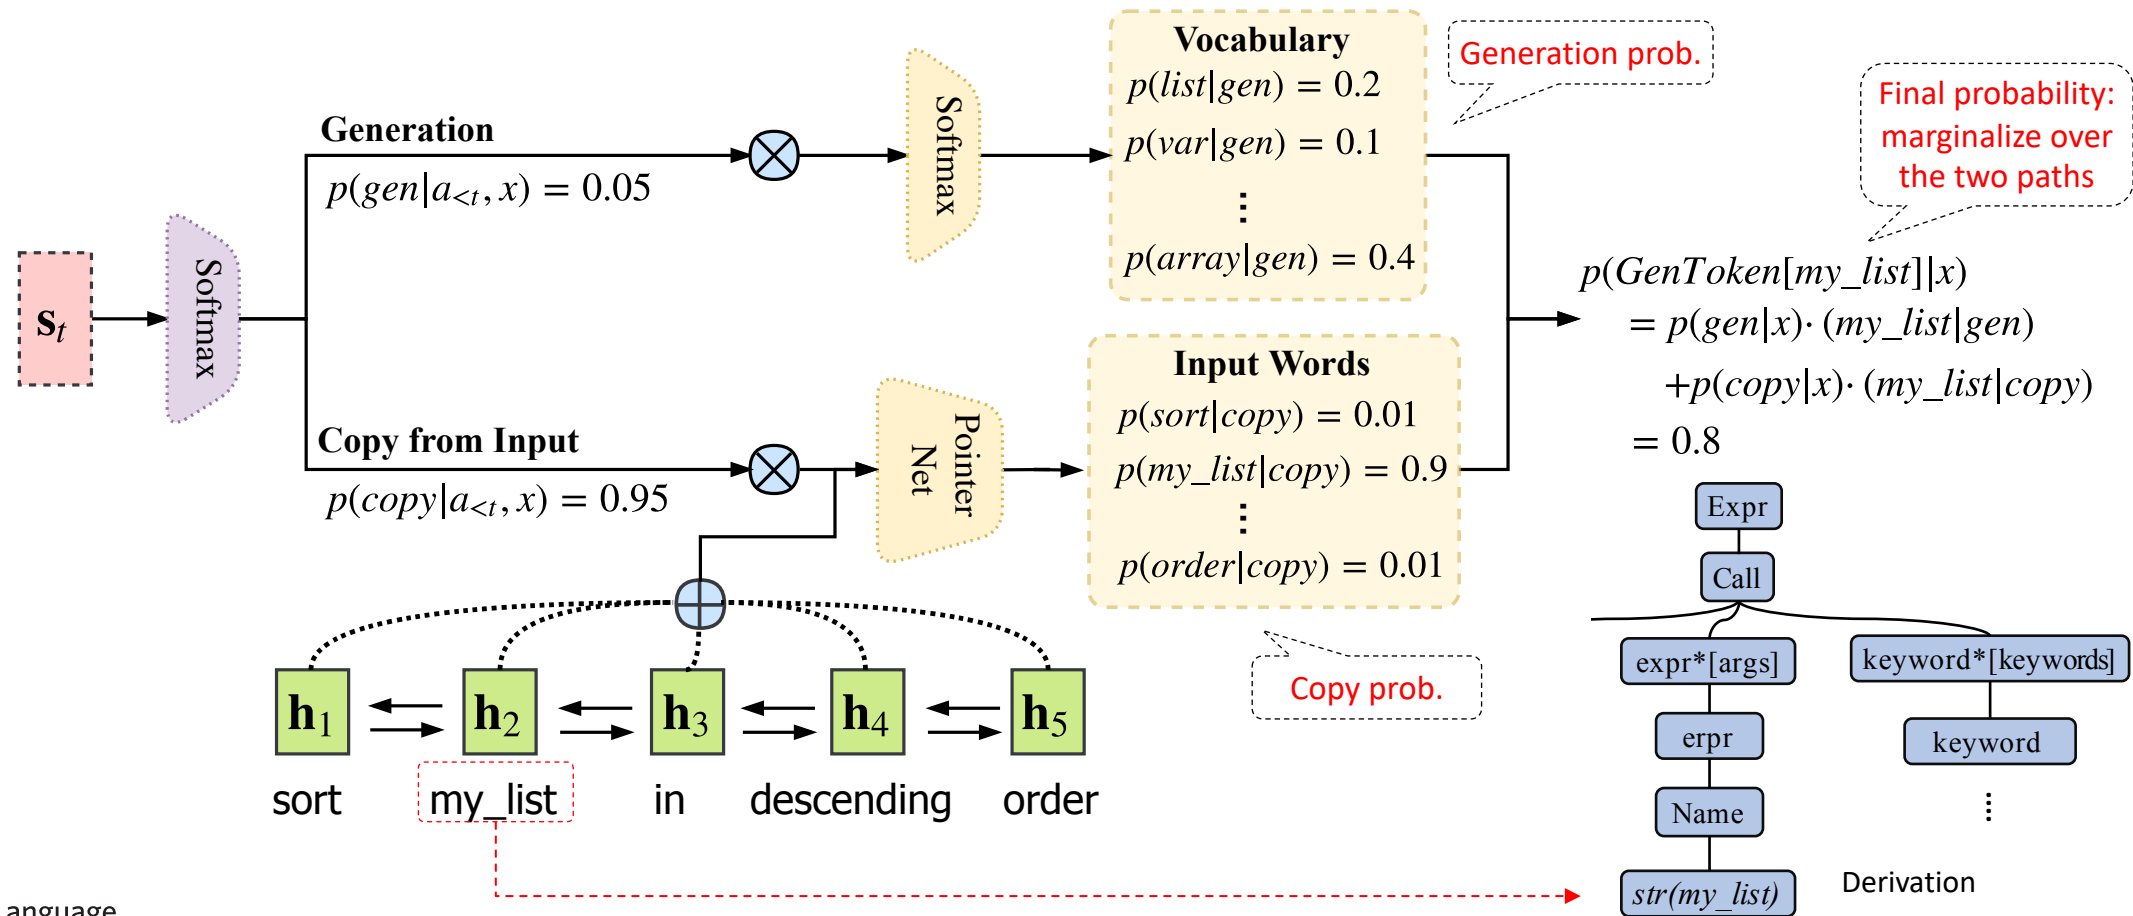 Vocabulary
p(list|gen) = 0.2
p(var|gen) = 0.1
⋮
p(array|gen) = 0.4
Generation prob.
Final probability:
marginalize over
the two paths
Generation
p(gen|a<t, x) = 0.05
Softmax
s_t
Softmax
p(GenToken[my_list]|x)
= p(gen|x)· (my_list|gen)
+p(copy|x)· (my_list|copy)
= 0.8
Input Words
p(sort|copy) = 0.01
p(my_list|copy) = 0.9
⋮
p(order|copy) = 0.01
Copy from Input
p(copy|a<t, x) = 0.95
Pointer
Net
Copy prob.
h1 h2 h3 h4 h5
sort my_list in descending order
Expr
Call
expr*[args] keyword*[keywords]
erpr keyword
Name
⋮
str(my_list)
Derivation
anguage